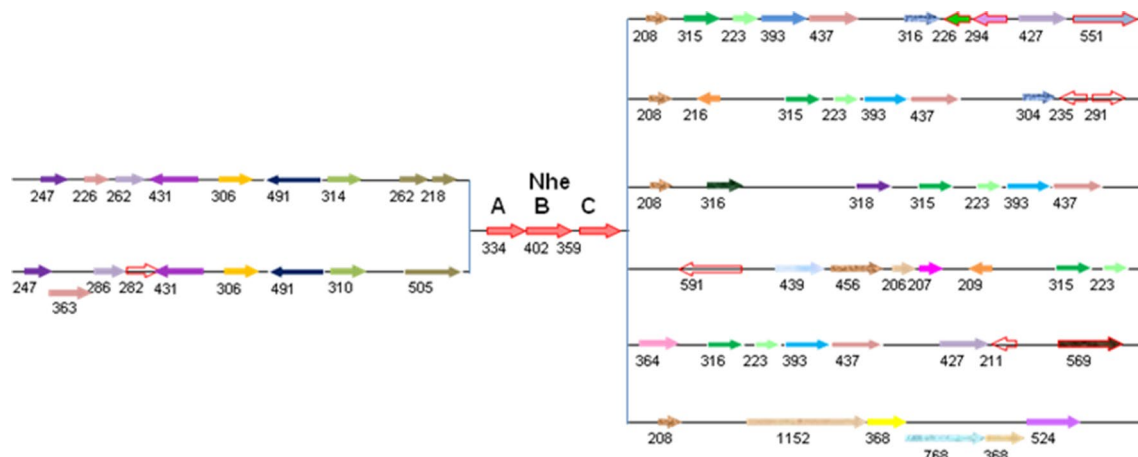 208 315 223 393 437 316 226 294 427 551
208 216 315 223 393 437 304 235 291
247 226 262 431 306 491 314 262 218
Nhe
A B C
334 402 359
208 316 318 315 223 393 437
247 286 282 431 306 491 310 505
363
591 439 456 206 207 209 315 223
364 316 223 393 437 427 211 569
208 1152 368 524
768 368